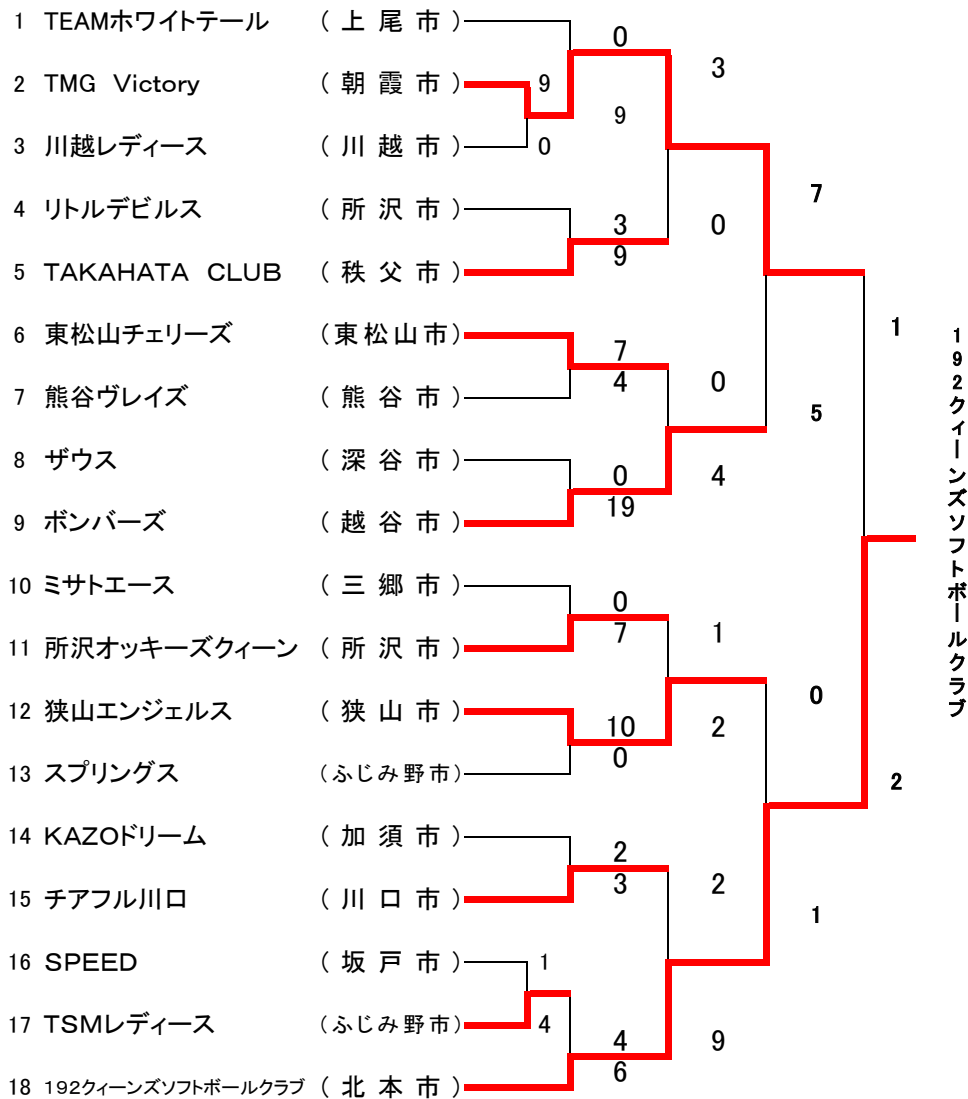 1 TEAMホワイトテール (上尾市)
0
3
2 TMG Victory (朝霞市) 9
9
3 川越レディース (川越市) 0
7
4 リトルデビルス (所沢市)
3
0
9
5 TAKAHATA CLUB (秩父市)
1
6 東松山チェリーズ (東松山市)
7
4
0
7 熊谷ヴレイズ (熊谷市)
5
8 ザウス (深谷市)
0
4
19
9 ボンバーズ (越谷市)
192クィーンズソフトボールクラブ
10 ミサトエース (三郷市)
0
7
1
11 所沢オッキーズクィーン (所沢市)
0
12 狭山エンジェルス (狭山市)
10
2
0
13 スプリングス (ふじみ野市)
2
14 KAZOドリーム (加須市)
2
3
2
15 チアフル川口 (川口市)
1
16 SPEED (坂戸市) 1
17 TSMレディース (ふじみ野市) 4
4
9
6
18 192クィーンズソフトボールクラブ (北本市)